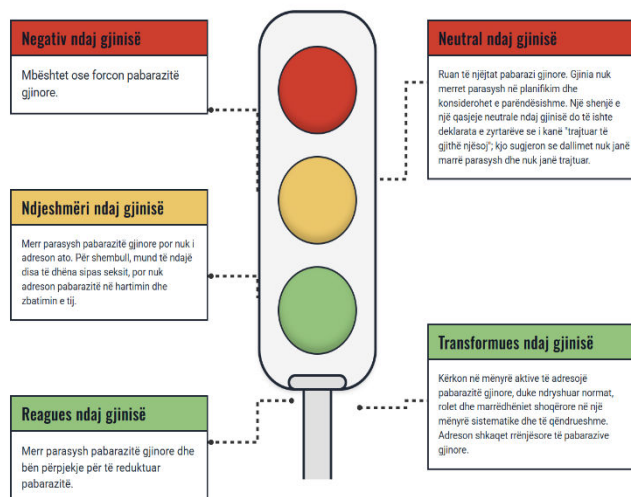 Negativ ndaj gjinisë
Mbështet ose forcon pabarazitë
gjinore.
Neutral ndaj gjinisë
Ruan të njëjtat pabarazi gjinore. Gjinia nuk
merret parasysh në planifikim dhe
konsiderohet e parëndësishme. Një shenjë e
një qasjeje neutrale ndaj gjinisë do të ishte
deklarata e zyrtarëve se i kanë "trajtuar të
gjithë njësoj"; kjo sugjeron se dallimet nuk janë
marrë parasysh dhe nuk janë trajtuar.
Ndjeshmëri ndaj gjinisë
Merr parasysh pabarazitë gjinore por nuk i
adreson ato. Për shembull, mund të ndajë
disa të dhëna sipas seksit, por nuk
adreson pabarazitë në hartimin dhe
zbatimin e tij.
Transformues ndaj gjinisë
Kërkon në mënyrë aktive të adresojë
pabarazitë gjinore, duke ndryshuar normat,
rolet dhe marrëdhëniet shoqërore në një
mënyrë sistematike dhe të qëndrueshme.
Adreson shkaqet rrënjësore të pabarazive
gjinore.
Reagues ndaj gjinisë
Merr parasysh pabarazitë gjinore dhe
bën përpjekje për të reduktuar
pabarazitë.